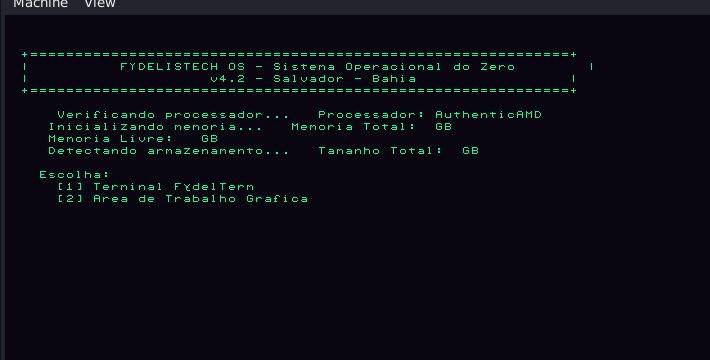 Machine View
+============================================================+
| FYDELISTECH OS - Sistema Operacional do Zero |
| v4.2 - Salvador - Bahia |
+============================================================+
Verificando processador... Processador: AuthenticAMD
Inicializando memoria... Memoria Total: GB
Memoria Livre: GB
Detectando armazenamento... Tamanho Total: GB
Escolha:
[1] Terminal FydelTerm
[2] Area de Trabalho Grafica